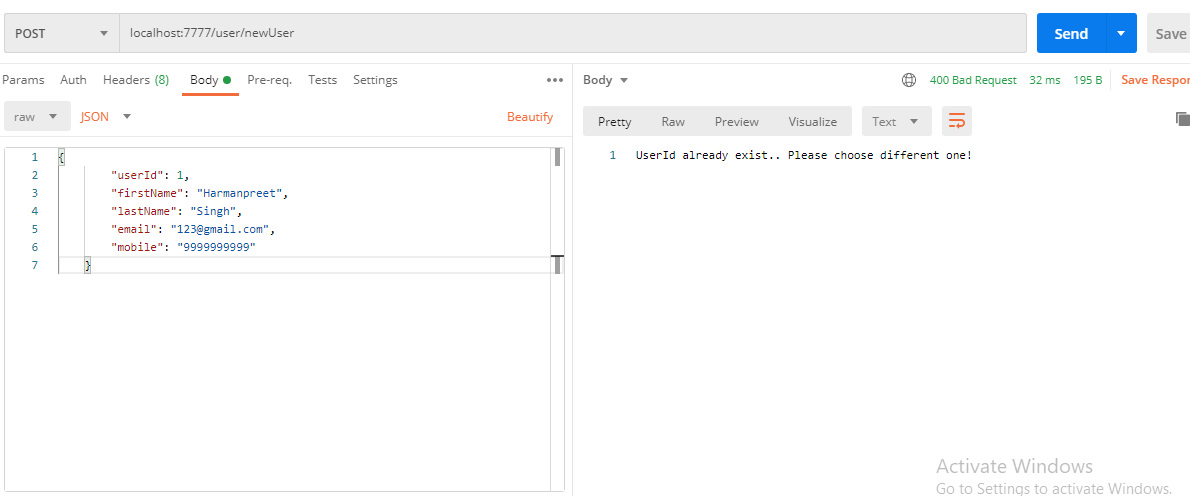 POST localhost:7777/user/newUser Send Save
Params Auth Headers (8) Body Pre-req. Tests Settings ••• Body 400 Bad Request 32 ms 195 B Save Respor
raw JSON Beautify Pretty Raw Preview Visualize Text
1 {
2 "userId": 1,
3 "firstName": "Harmanpreet",
4 "lastName": "Singh",
5 "email": "123@gmail.com",
6 "mobile": "9999999999"
7 }
1 UserId already exist.. Please choose different one!
Activate Windows
Go to Settings to activate Windows.